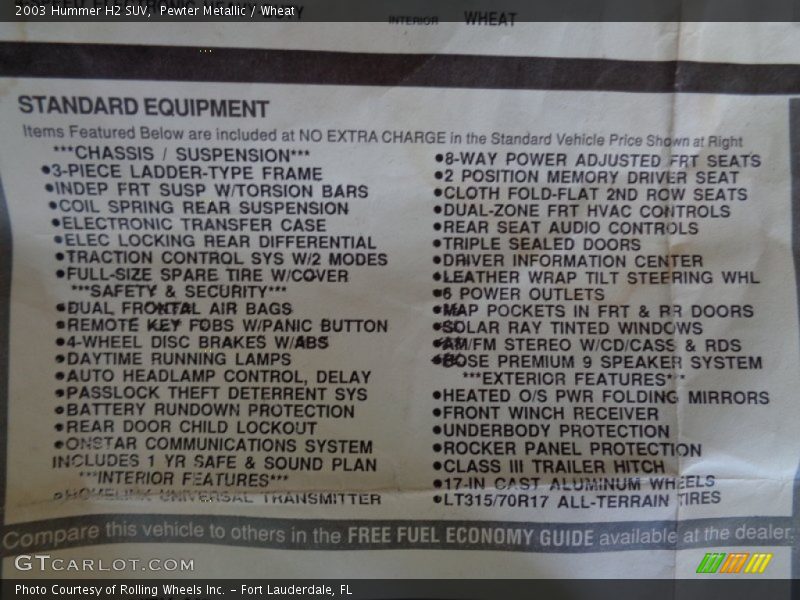 2003 Hummer H2 SUV, Pewter Metallic / Wheat
INTERIOR WHEAT
STANDARD EQUIPMENT
Items Featured Below are included at NO EXTRA CHARGE in the Standard Vehicle Price Shown at Right
***CHASSIS / SUSPENSION***
•3-PIECE LADDER-TYPE FRAME
•INDEP FRT SUSP W/TORSION BARS
•COIL SPRING REAR SUSPENSION
•ELECTRONIC TRANSFER CASE
•ELEC LOCKING REAR DIFFERENTIAL
•TRACTION CONTROL SYS W/2 MODES
•FULL-SIZE SPARE TIRE W/COVER
***SAFETY & SECURITY***
•DUAL FRONTAL AIR BAGS
•REMOTE KEY FOBS W/PANIC BUTTON
•4-WHEEL DISC BRAKES W/ABS
•DAYTIME RUNNING LAMPS
•AUTO HEADLAMP CONTROL, DELAY
•PASSLOCK THEFT DETERRENT SYS
•BATTERY RUNDOWN PROTECTION
•REAR DOOR CHILD LOCKOUT
•ONSTAR COMMUNICATIONS SYSTEM
INCLUDES 1 YR SAFE & SOUND PLAN
***INTERIOR FEATURES***
•HOMELINK UNIVERSAL TRANSMITTER
•8-WAY POWER ADJUSTED FRT SEATS
•2 POSITION MEMORY DRIVER SEAT
•CLOTH FOLD-FLAT 2ND ROW SEATS
•DUAL-ZONE FRT HVAC CONTROLS
•REAR SEAT AUDIO CONTROLS
•TRIPLE SEALED DOORS
•DRIVER INFORMATION CENTER
•LEATHER WRAP TILT STEERING WHL
•6 POWER OUTLETS
•MAP POCKETS IN FRT & RR DOORS
•SOLAR RAY TINTED WINDOWS
•AM/FM STEREO W/CD/CASS & RDS
•BOSE PREMIUM 9 SPEAKER SYSTEM
***EXTERIOR FEATURES***
•HEATED O/S PWR FOLDING MIRRORS
•FRONT WINCH RECEIVER
•UNDERBODY PROTECTION
•ROCKER PANEL PROTECTION
•CLASS III TRAILER HITCH
•17-IN CAST ALUMINUM WHEELS
•LT315/70R17 ALL-TERRAIN TIRES
Compare this vehicle to others in the FREE FUEL ECONOMY GUIDE available at the dealer.
GTCARLOT.COM
Photo Courtesy of Rolling Wheels Inc. – Fort Lauderdale, FL